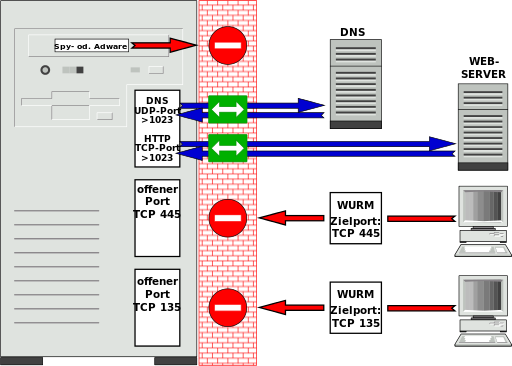 DNS
Spy- od. Adware
WEB-
SERVER
DNS
UDP-Port
>1023
HTTP
TCP-Port
>1023
offener
Port
TCP 445
WURM
Zielport:
TCP 445
offener
Port
TCP 135
WURM
Zielport:
TCP 135